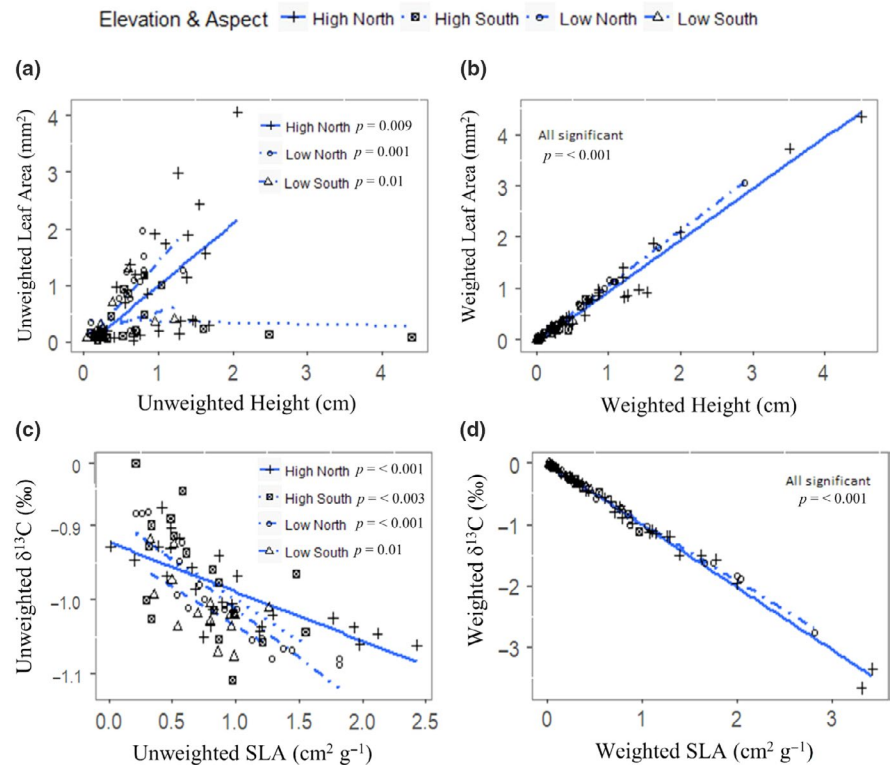 Elevation & Aspect High North High South Low North Low South
(a)
Unweighted Leaf Area (mm²)
4
3
2
1
0
High North p = 0.009
Low North p = 0.001
Low South p = 0.01
0 1 2 3 4
Unweighted Height (cm)
(b)
Weighted Leaf Area (mm²)
4
3
2
1
0
All significant
p = < 0.001
0 1 2 3 4
Weighted Height (cm)
(c)
Unweighted δ¹³C (‰)
0
−0.9
−1.0
−1.1
High North p = < 0.001
High South p = < 0.003
Low North p = < 0.001
Low South p = 0.01
0.0 0.5 1.0 1.5 2.0 2.5
Unweighted SLA (cm² g⁻¹)
(d)
Weighted δ¹³C (‰)
0
−1
−2
−3
All significant
p = < 0.001
0 1 2 3
Weighted SLA (cm² g⁻¹)